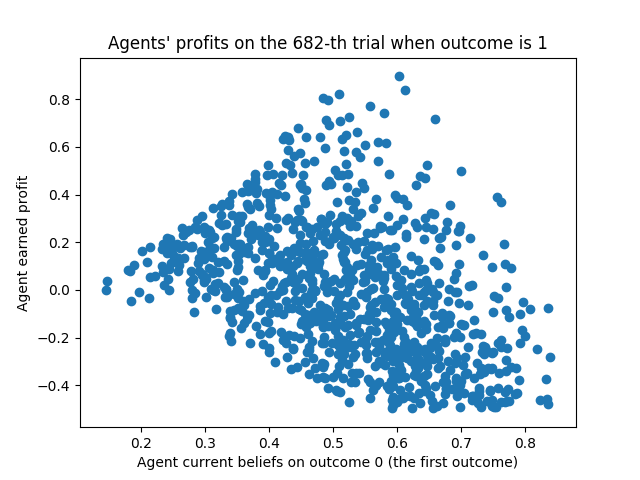 Agents' profits on the 682-th trial when outcome is 1
Agent earned profit
0.8
0.6
0.4
0.2
0.0
−0.2
−0.4
0.2 0.3 0.4 0.5 0.6 0.7 0.8
Agent current beliefs on outcome 0 (the first outcome)